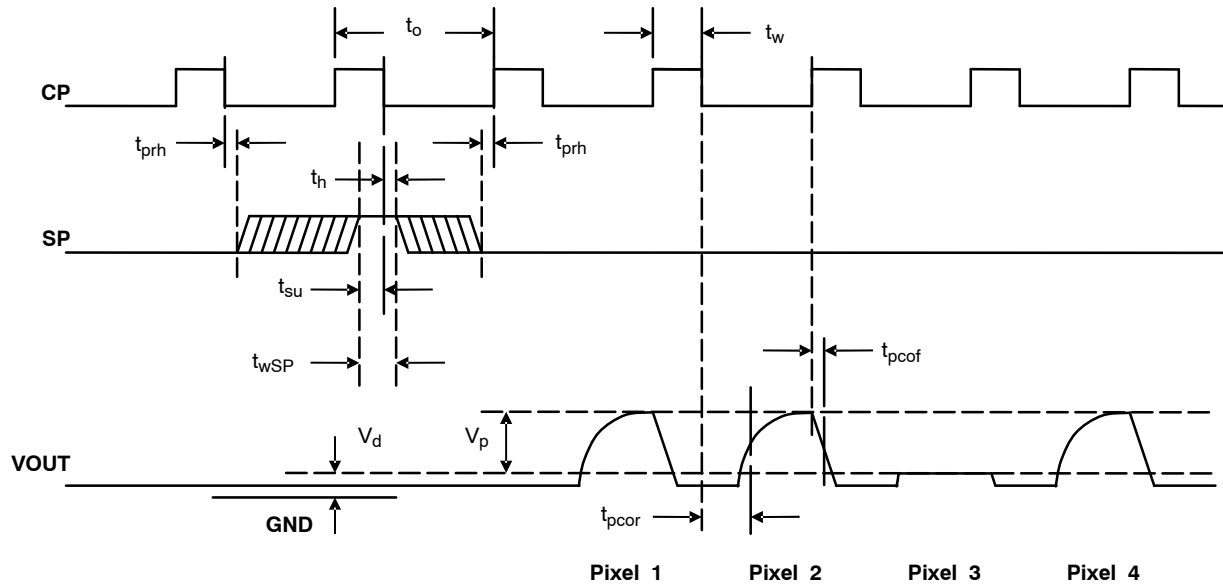 t_o
t_w
CP
t_prh
t_prh
t_h
SP
t_su
t_wSP
t_pcof
V_d
V_p
VOUT
t_pcor
GND
Pixel 1
Pixel 2
Pixel 3
Pixel 4